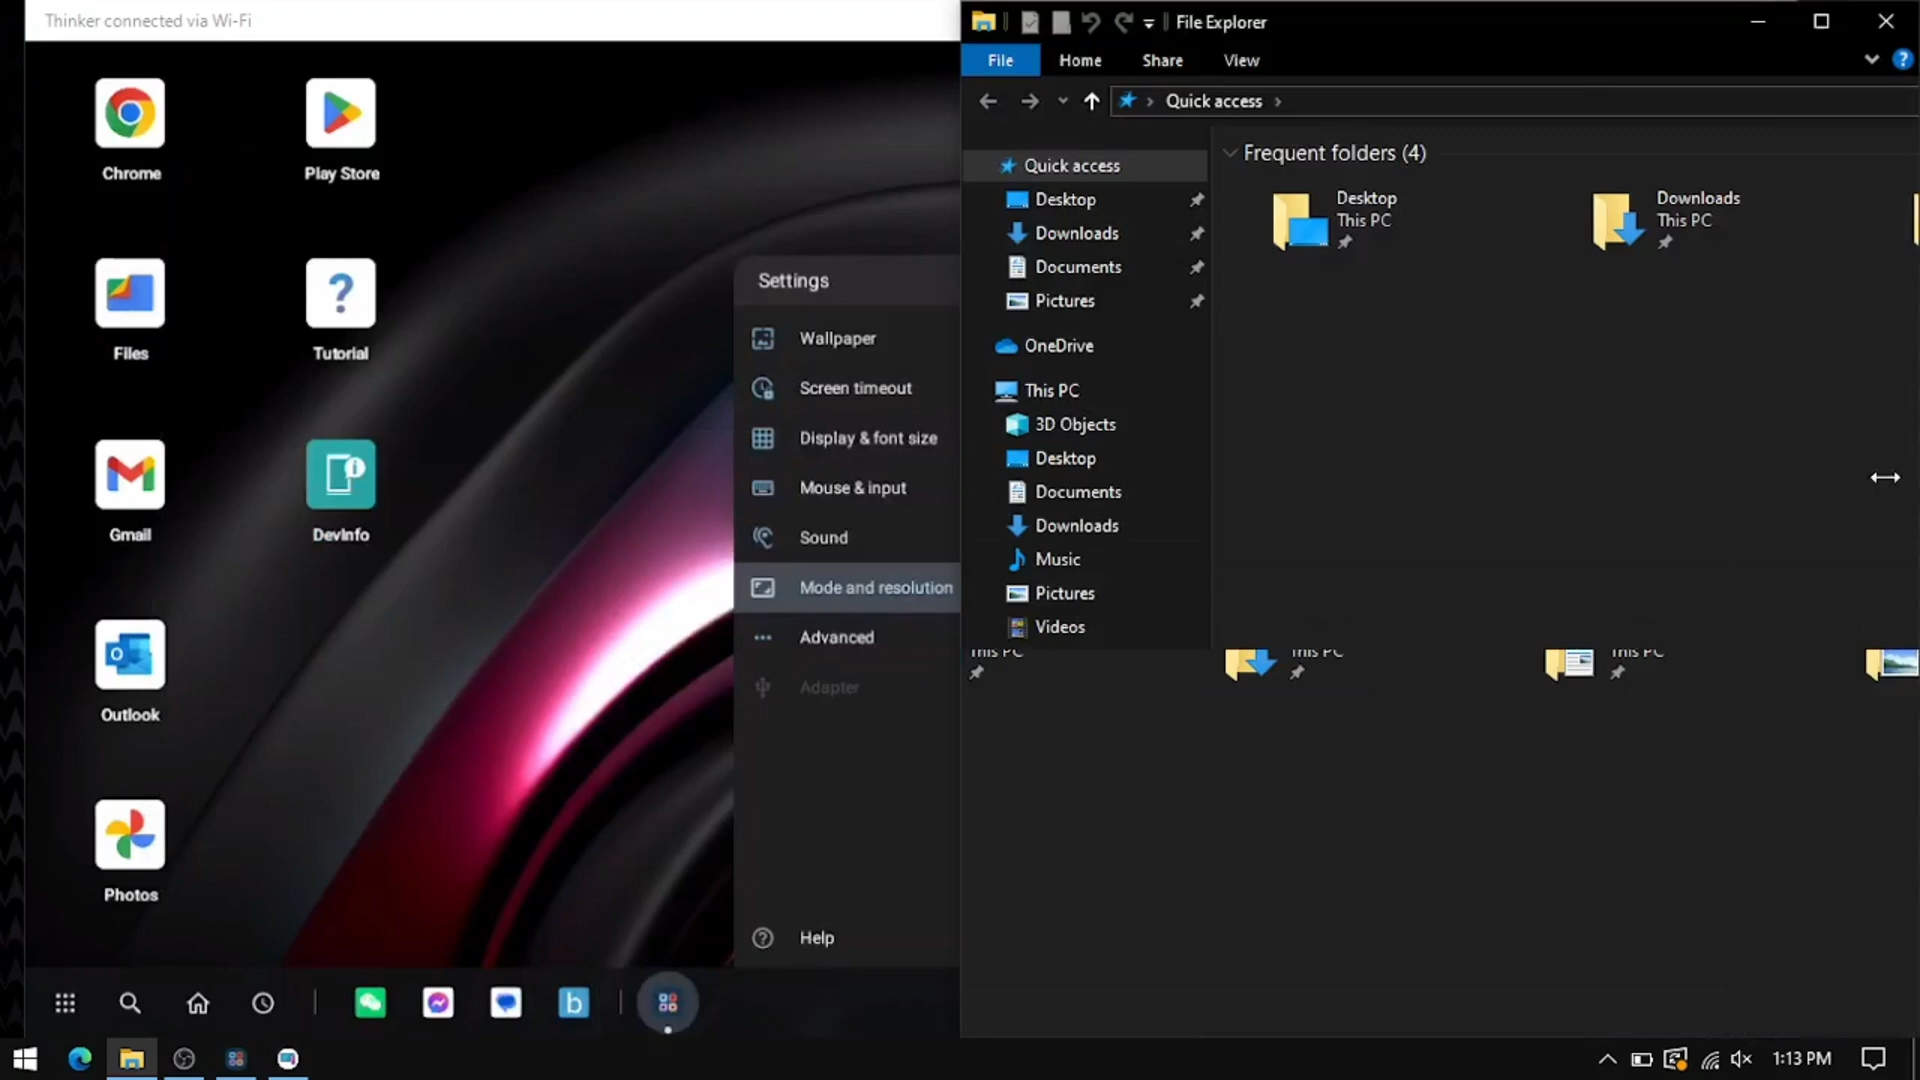 Thinker connected via Wi-Fi
Chrome
Play Store
Files
Tutorial
Gmail
DevInfo
Outlook
Photos
Settings
Wallpaper
Screen timeout
Display & font size
Mouse & input
Sound
Mode and resolution
Advanced
Adapter
Help
b
File Explorer
File
Home
Share
View
?
Quick access
Quick access
Desktop
Downloads
Documents
Pictures
OneDrive
This PC
3D Objects
Desktop
Documents
Downloads
Music
Pictures
Videos
Frequent folders (4)
Desktop
This PC
Downloads
This PC
This PC
This PC
This PC
1:13 PM